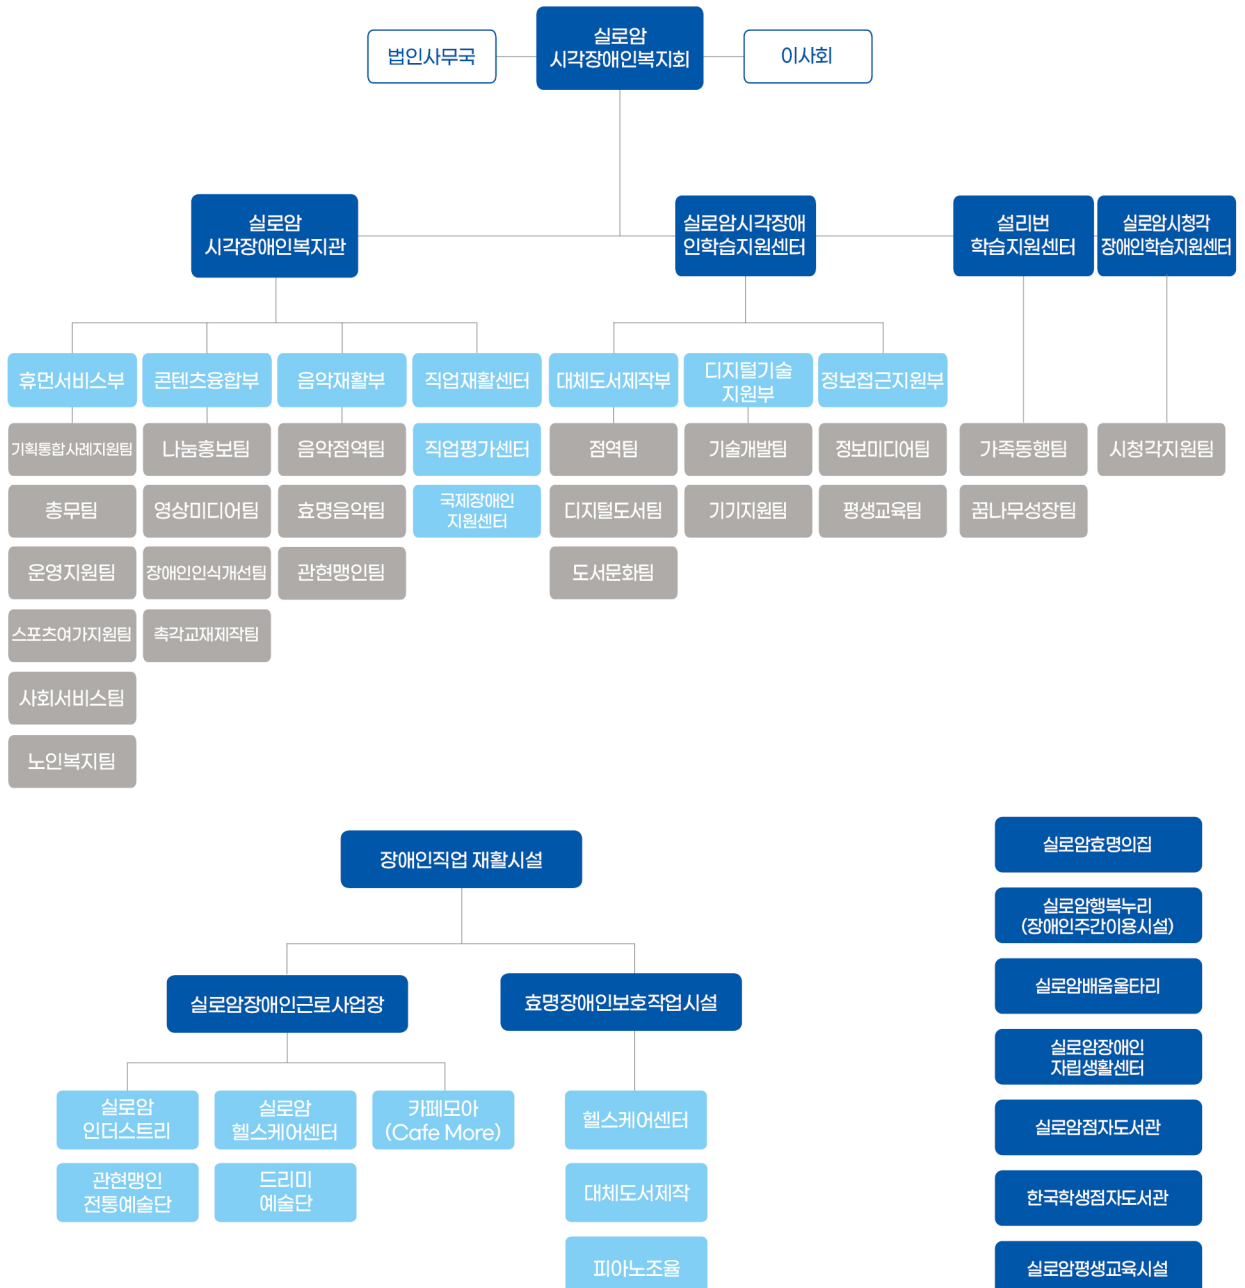 법인사무국
실로암
시각장애인복지회
이사회
실로암
시각장애인복지관
실로암시각장애
인학습지원센터
설리번
학습지원센터
실로암시청각
장애인학습지원센터
휴먼서비스부
콘텐츠융합부
음악재활부
직업재활센터
대체도서제작부
디지털기술
지원부
정보접근지원부
기획통합사례지원팀
나눔홍보팀
음악점역팀
직업평가센터
점역팀
기술개발팀
정보미디어팀
가족동행팀
시청각지원팀
총무팀
영상미디어팀
효명음악팀
국제장애인
지원센터
디지털도서팀
기기지원팀
평생교육팀
꿈나무성장팀
운영지원팀
장애인인식개선팀
관현맹인팀
도서문화팀
스포츠여가지원팀
촉각교재제작팀
사회서비스팀
노인복지팀
장애인직업 재활시설
실로암장애인근로사업장
효명장애인보호작업시설
실로암
인더스트리
실로암
헬스케어센터
카페모아
(Cafe More)
헬스케어센터
관현맹인
전통예술단
드리미
예술단
대체도서제작
피아노조율
실로암효명의집
실로암행복누리
(장애인주간이용시설)
실로암배움울타리
실로암장애인
자립생활센터
실로암점자도서관
한국학생점자도서관
실로암평생교육시설